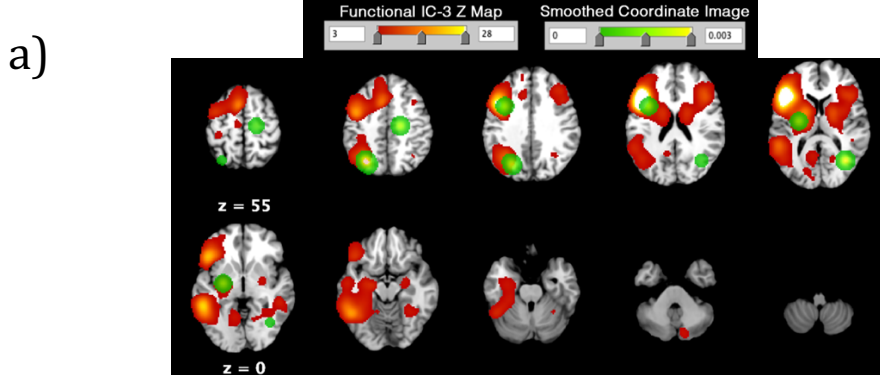 a)
Functional IC-3 Z Map
Smoothed Coordinate Image
3
28
0
0.003
z = 55
z = 0